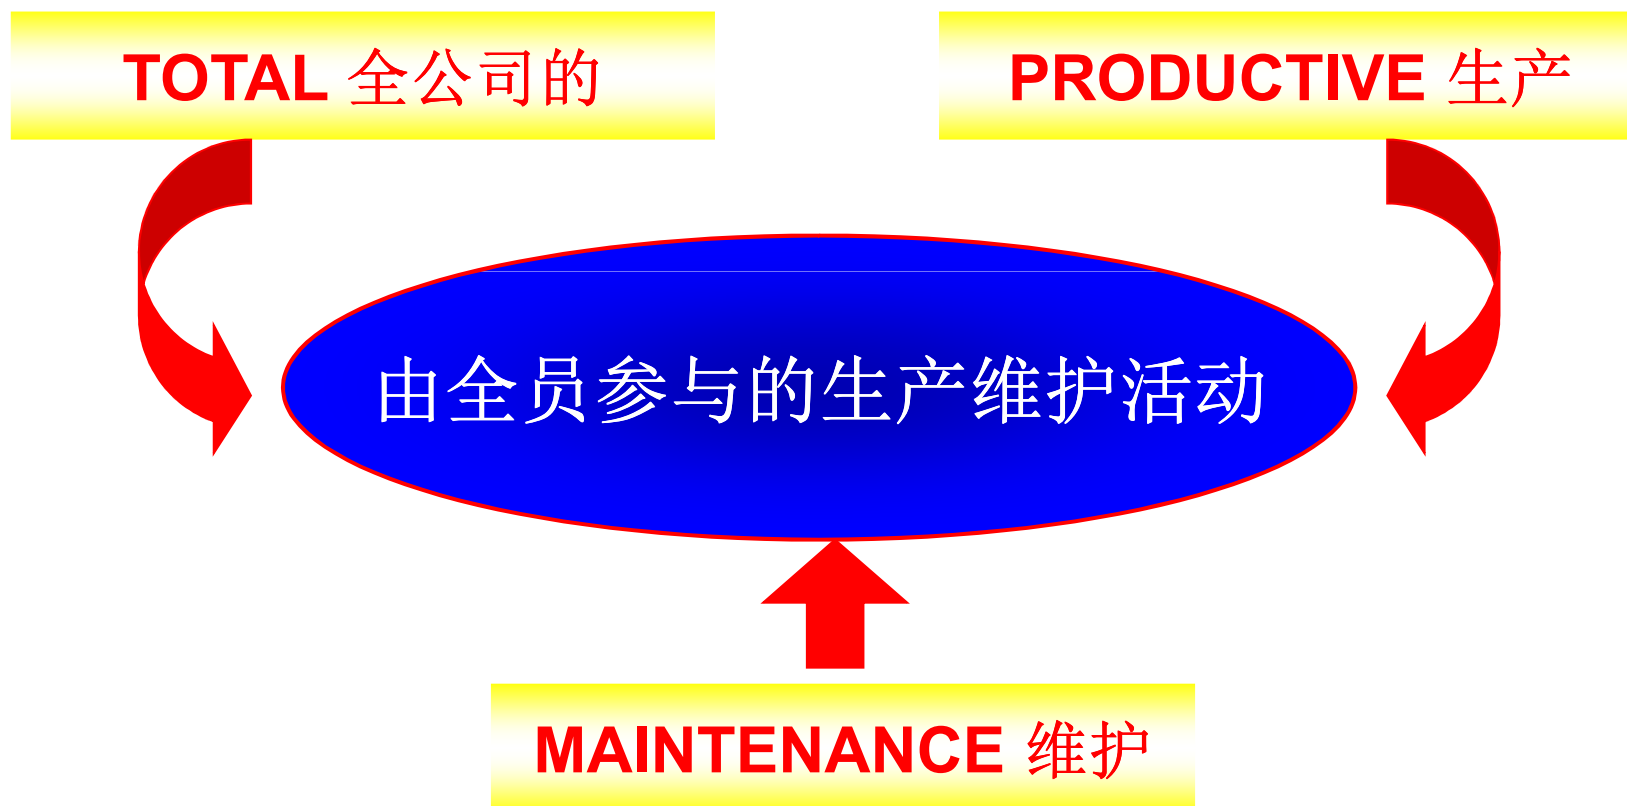 TOTAL 全公司的
PRODUCTIVE 生产
由全员参与的生产维护活动
MAINTENANCE 维护